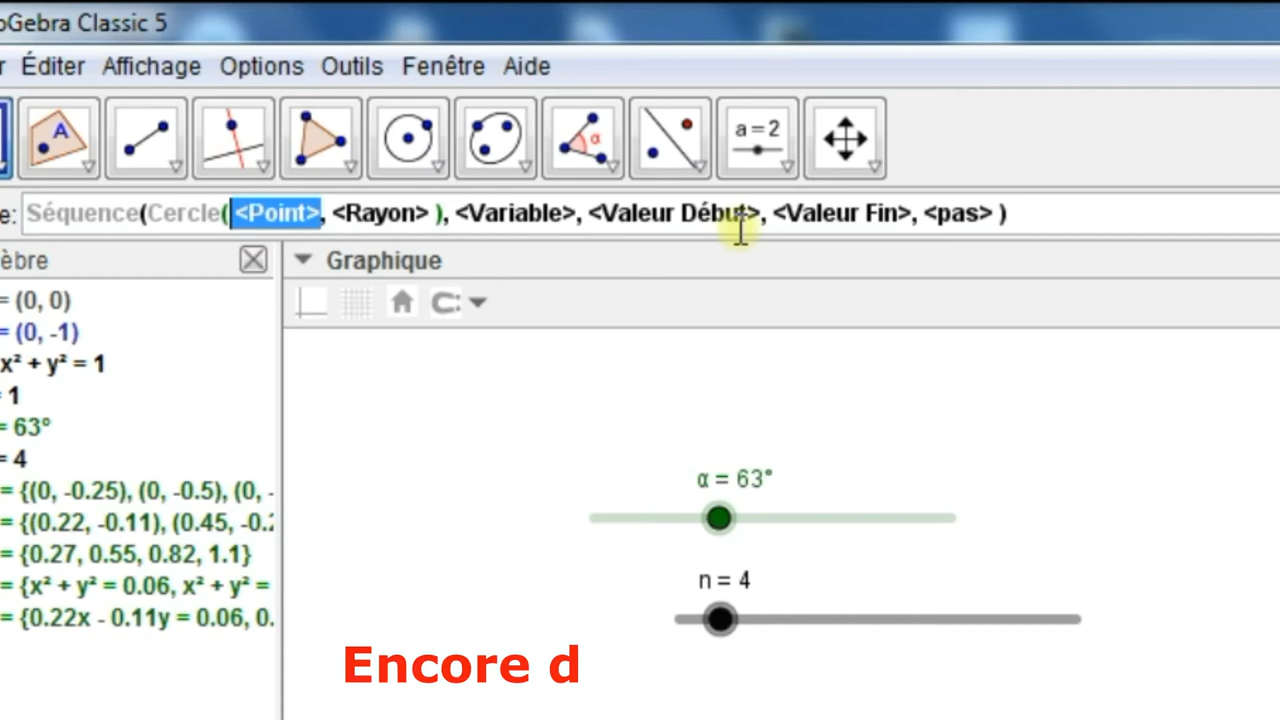 oGebra Classic 5
r Éditer Affichage Options Outils Fenêtre Aide
A α a = 2
e: Séquence(Cercle( <Point>, <Rayon> ), <Variable>, <Valeur Début>, <Valeur Fin>, <pas> )
èbre
Graphique
= (0, 0)
= (0, -1)
x² + y² = 1
= 1
= 63°
= 4
= {(0, -0.25), (0, -0.5), (0, -
= {(0.22, -0.11), (0.45, -0.2
= {0.27, 0.55, 0.82, 1.1}
= {x² + y² = 0.06, x² + y² =
= {0.22x - 0.11y = 0.06, 0.
α = 63°
n = 4
Encore d